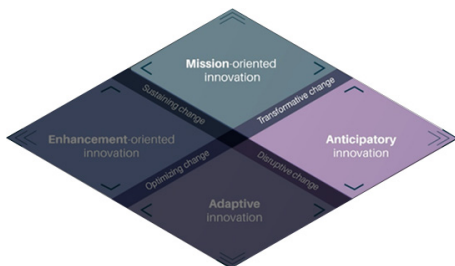 Mission-oriented
innovation
Sustaining change
Transformative change
Enhancement-oriented
innovation
Anticipatory
innovation
Optimizing change
Disruptive change
Adaptive
innovation